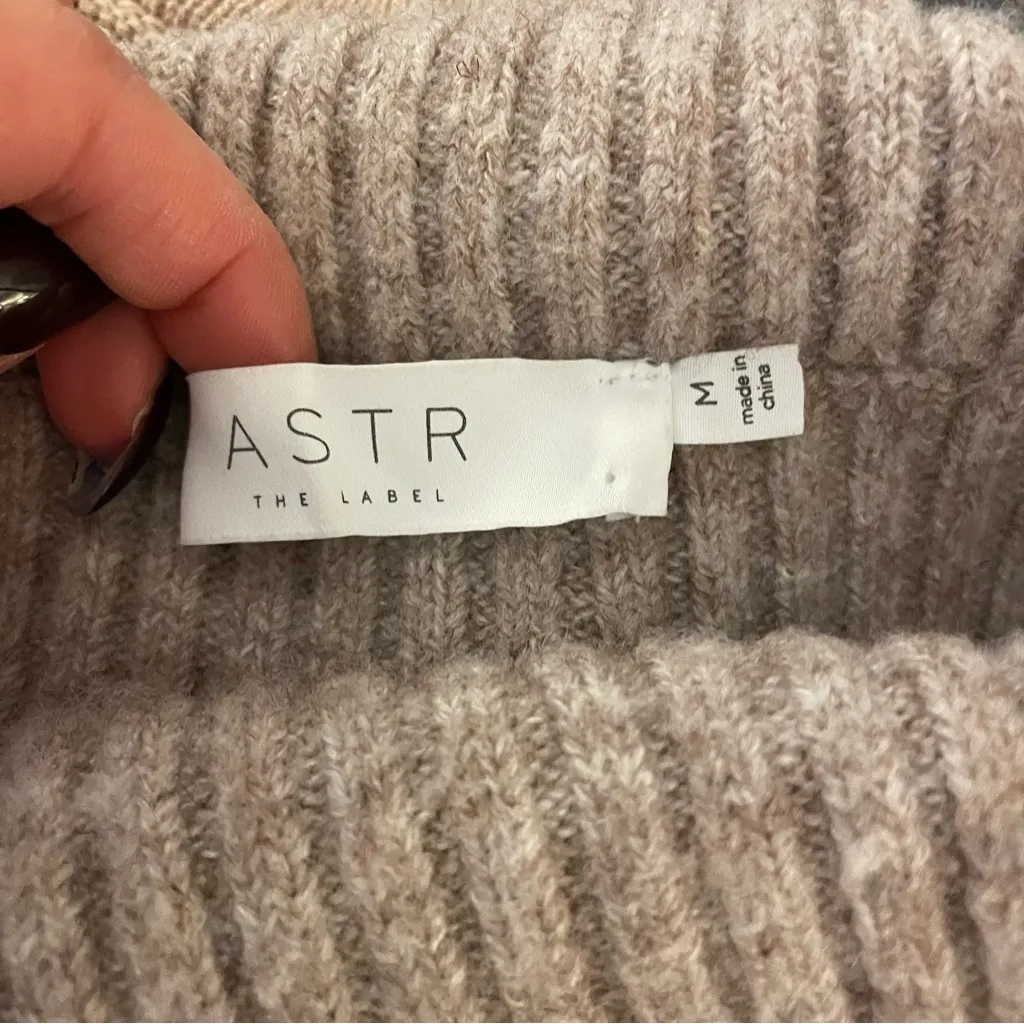 ASTR
THE LABEL
M
made in
china